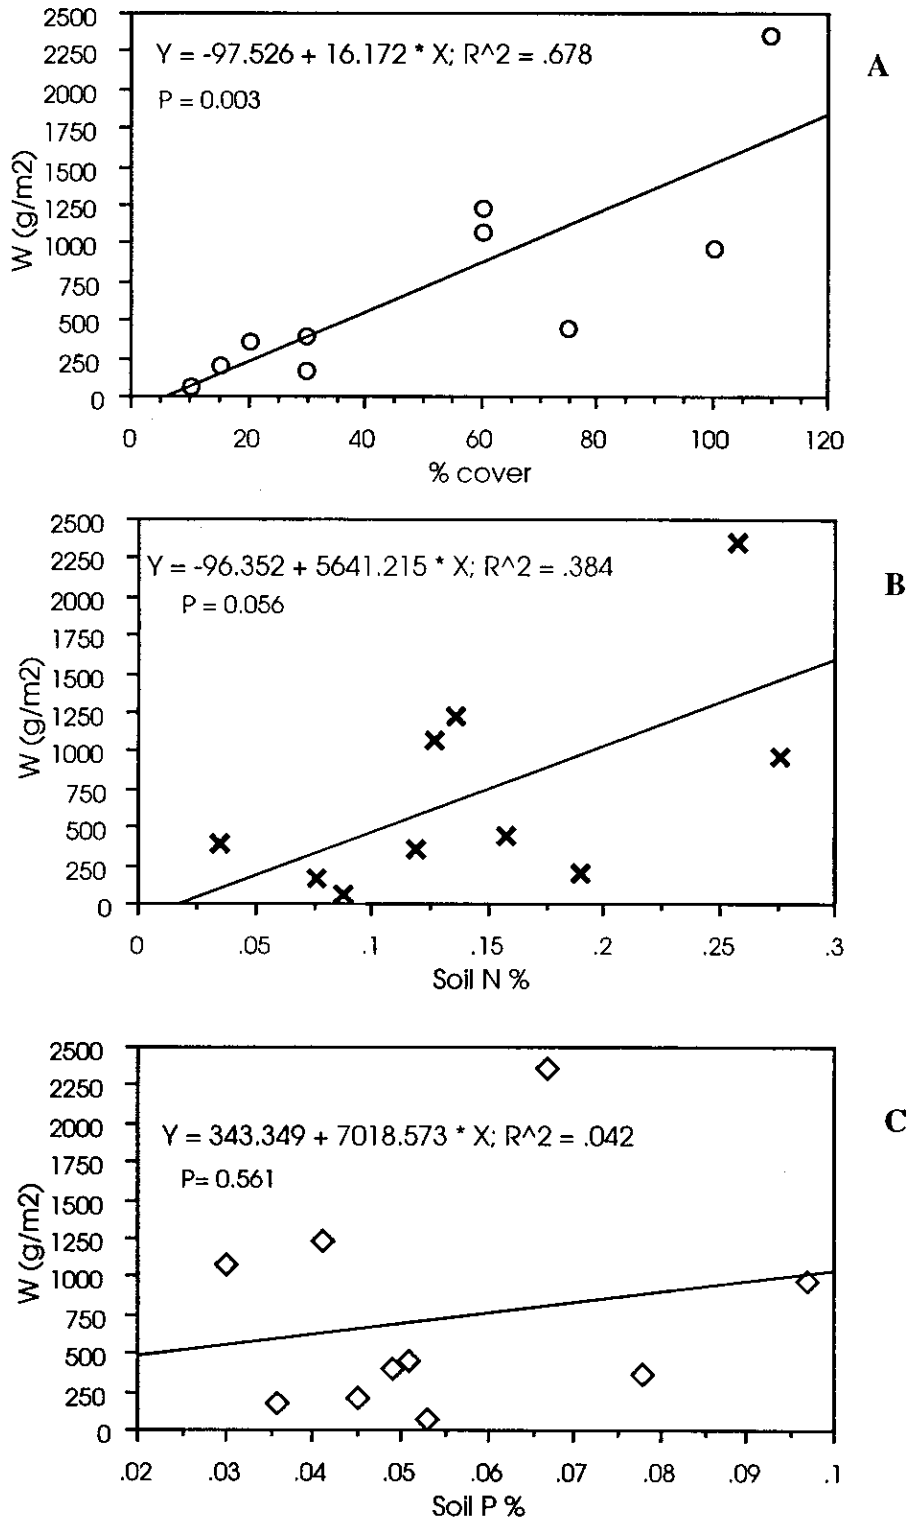 2500
2250
2000
1750
1500
1250
1000
750
500
250
0
W (g/m2)
Y = -97.526 + 16.172 * X; R^2 = .678
P = 0.003
A
0 20 40 60 80 100 120
% cover
2500
2250
2000
1750
1500
1250
1000
750
500
250
0
W (g/m2)
Y = -96.352 + 5641.215 * X; R^2 = .384
P = 0.056
B
0 .05 .1 .15 .2 .25 .3
Soil N %
2500
2250
2000
1750
1500
1250
1000
750
500
250
0
W (g/m2)
Y = 343.349 + 7018.573 * X; R^2 = .042
P= 0.561
C
.02 .03 .04 .05 .06 .07 .08 .09 .1
Soil P %